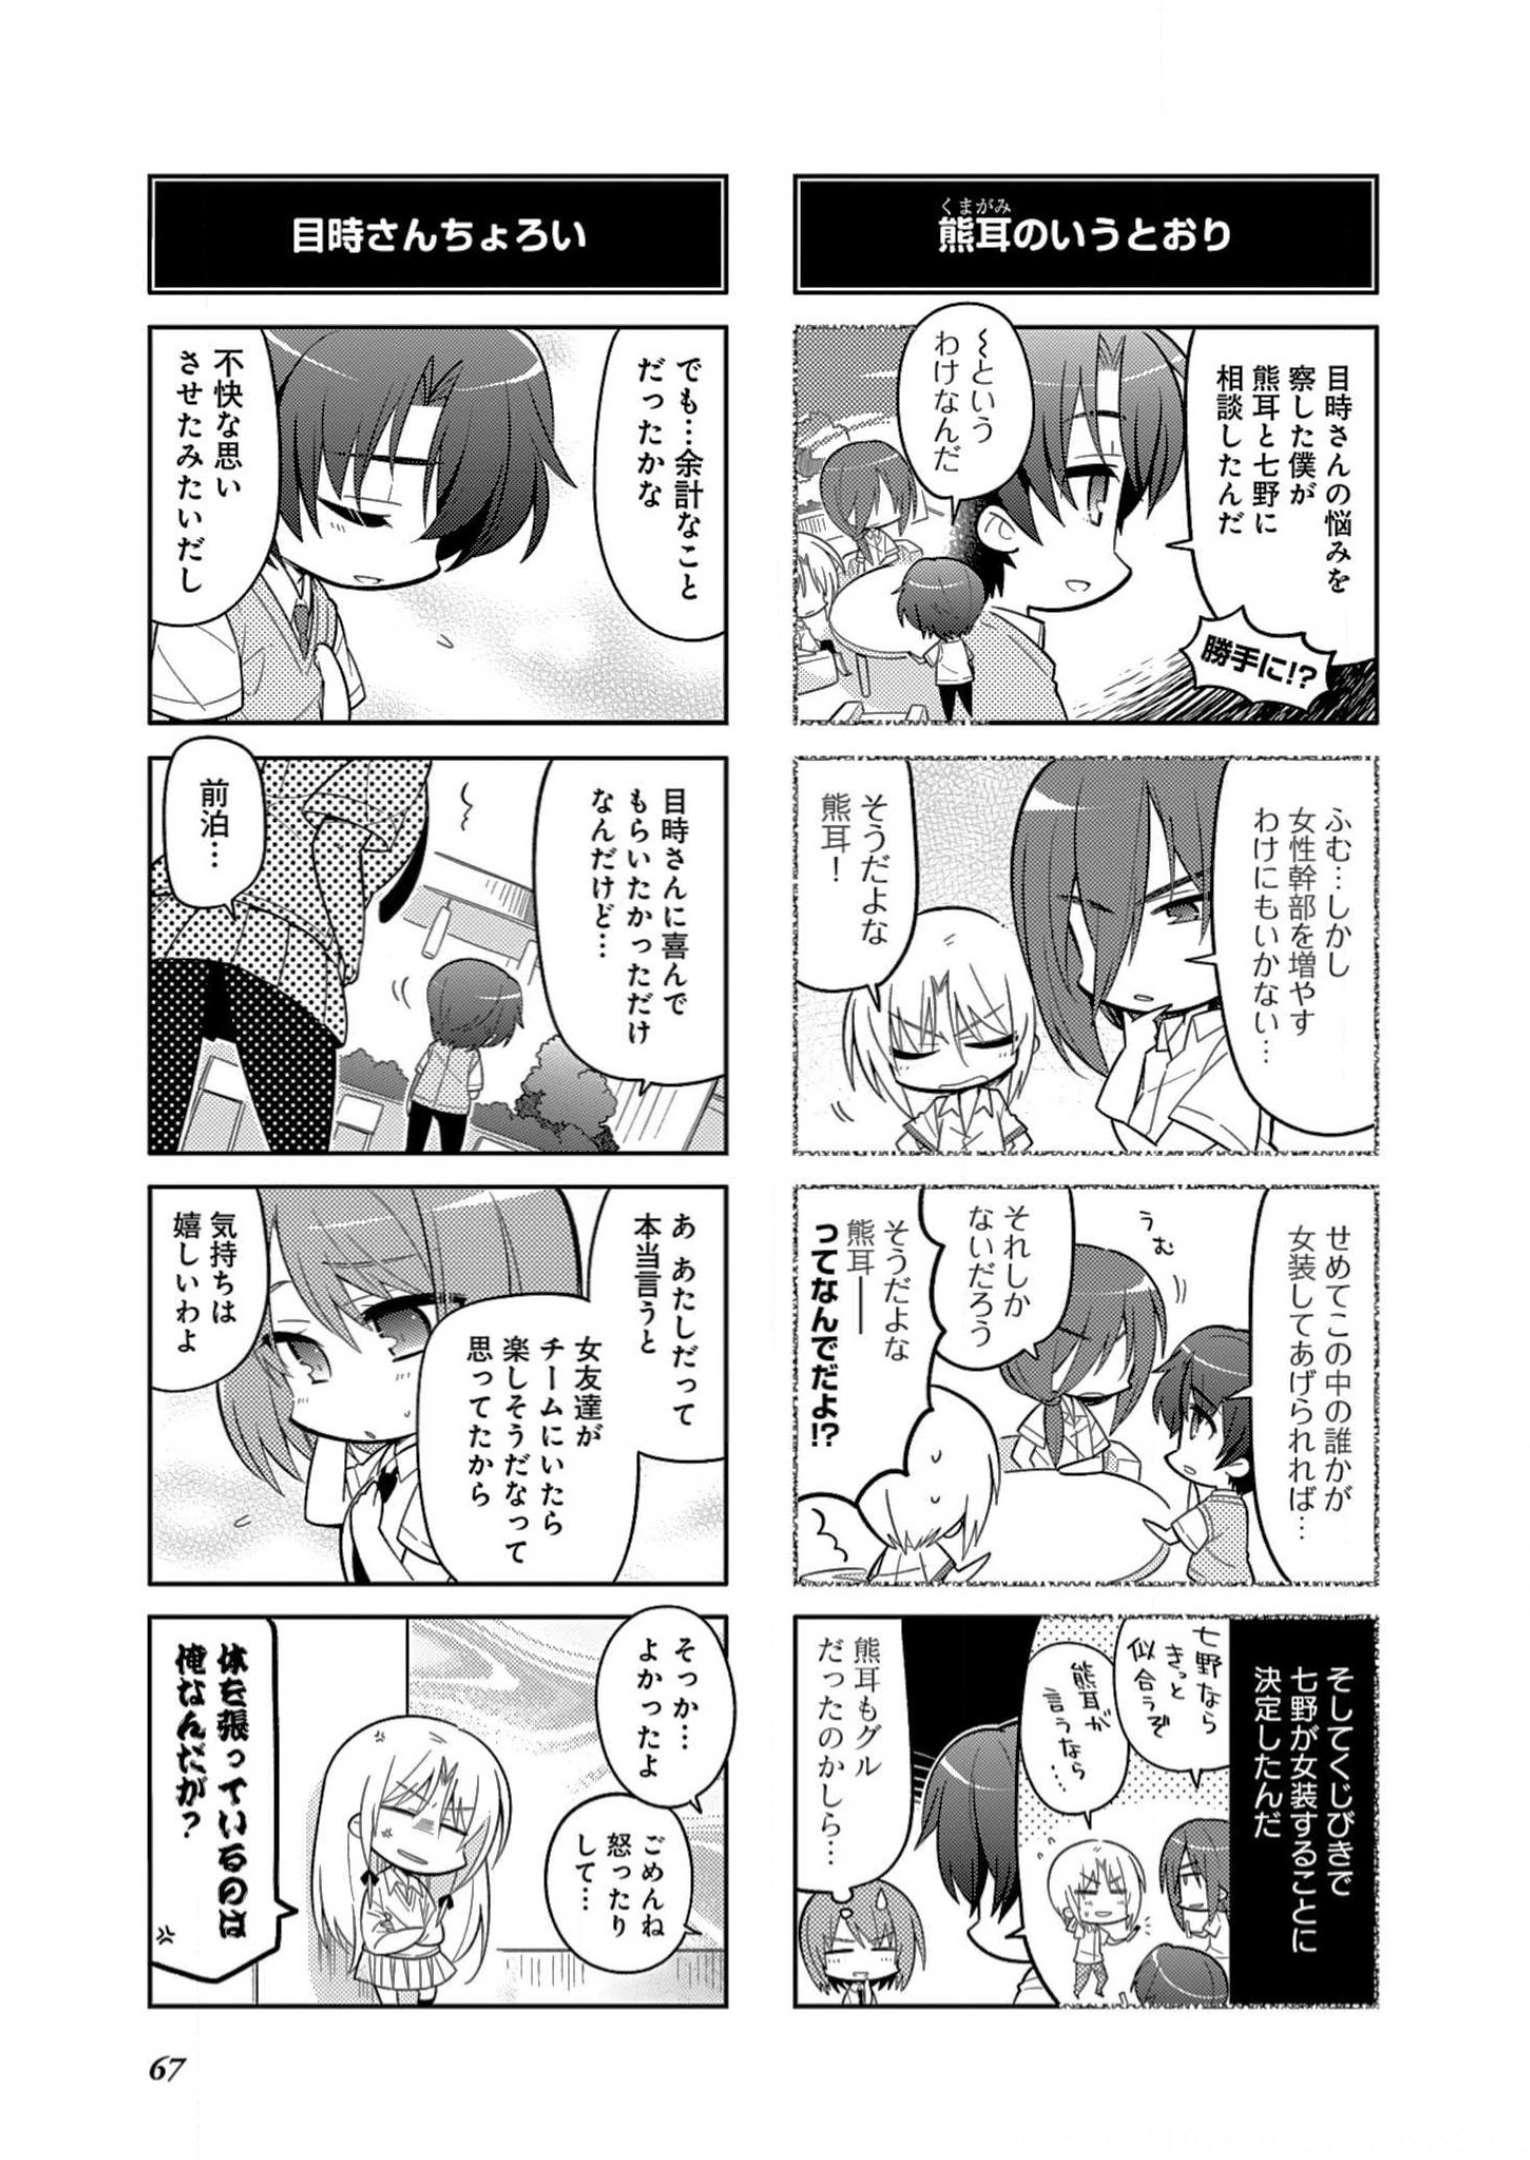 くまがみ
熊耳のいうとおり
目時さんの悩みを
察した僕が
熊耳と七野に
相談したんだ
勝手に!?
〜という
わけなんだ
ふむ…しかし
女性幹部を増やす
わけにもいかない…
そうだよな
熊耳！
せめてこの中の誰かが
女装してあげられれば…
うむ
それしか
ないだろう
そうだよな
熊耳――
ってなんでだよ!?
そしてくじびきで
七野が女装することに
決定したんだ
七野なら
きっと
似合うぞ
熊耳が
言うなら
…
熊耳もグル
だったのかしら…
目時さんちょろい
でも…余計なこと
だったかな
不快な思い
させたみたいだし
目時さんに喜んで
もらいたかっただけ
なんだけど…
前泊…
あ あたしだって
本当言うと
女友達が
チームにいたら
楽しそうだなって
思ってたから
気持ちは
嬉しいわよ
そっか…
よかったよ
ごめんね
怒ったり
して…
体を張っているのは
俺なんだが？
67